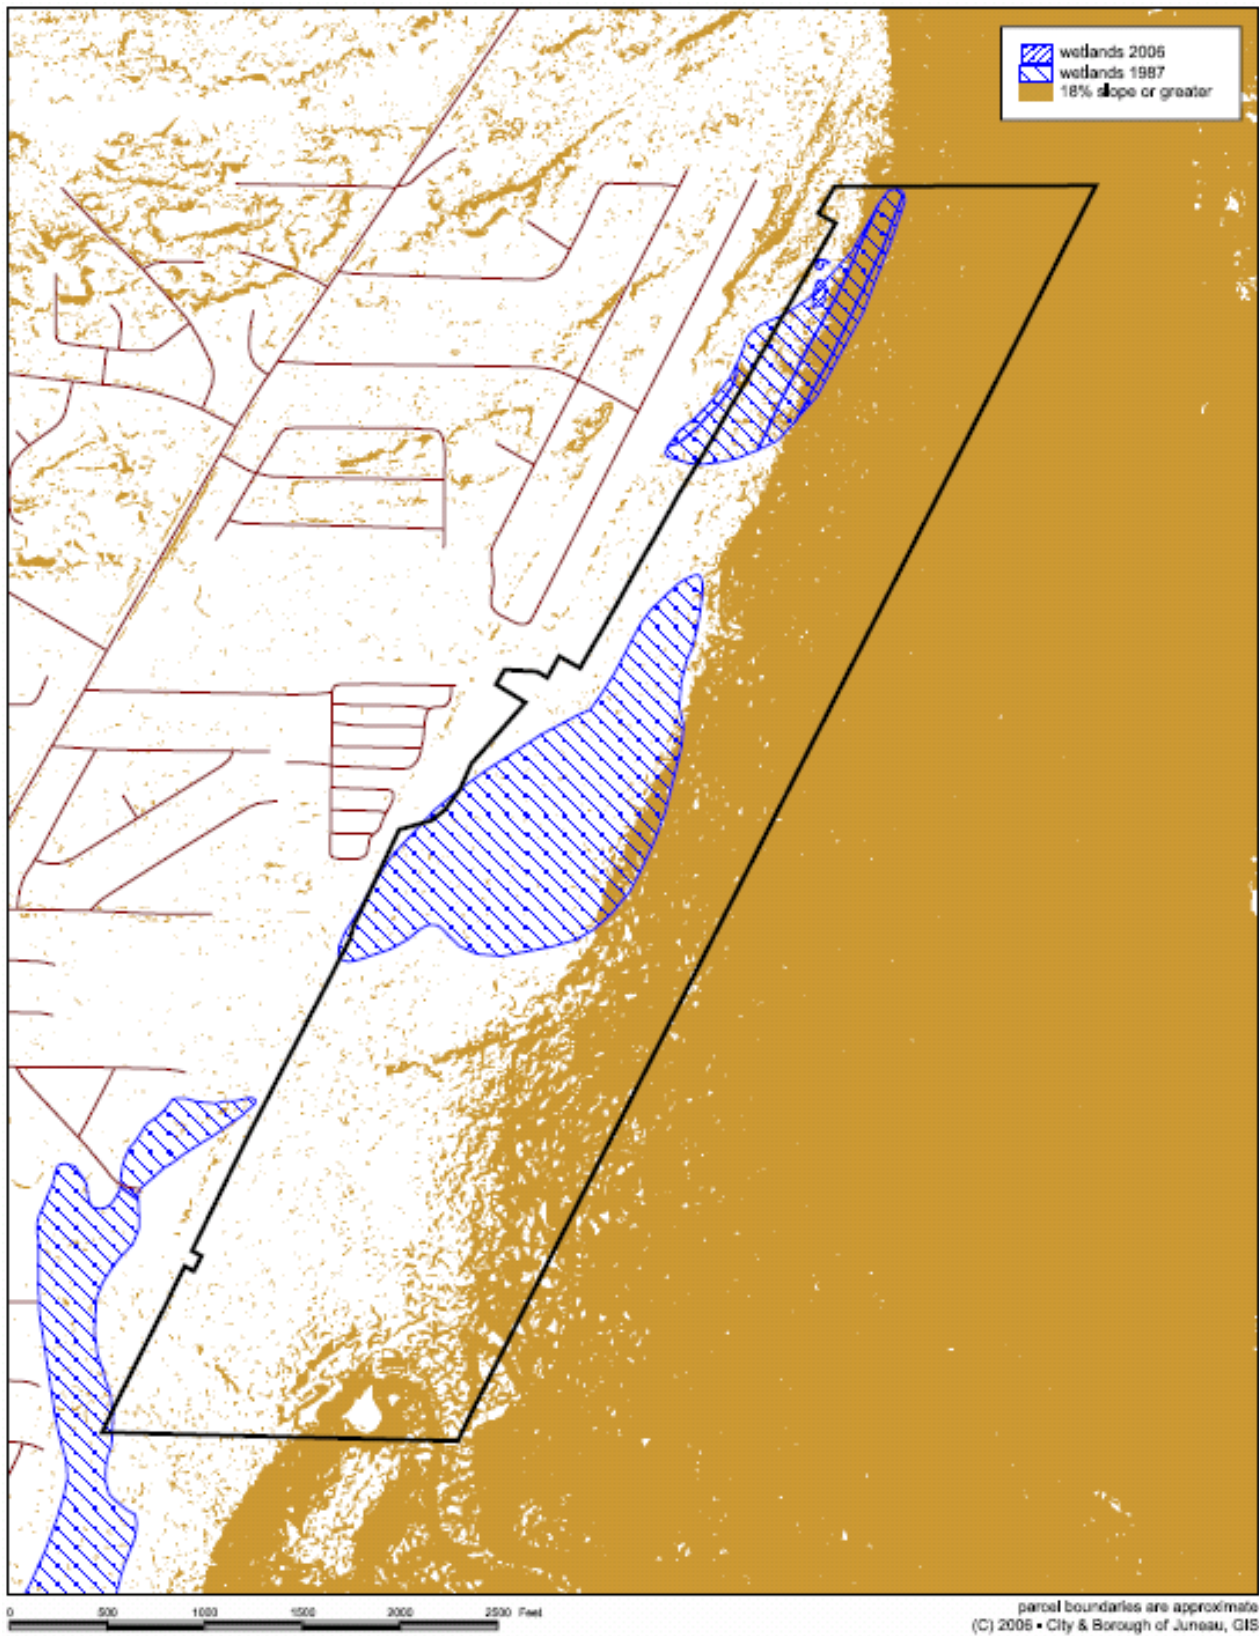 wetlands 2006
wetlands 1987
18% slope or greater
0 500 1000 1500 2000 2500 Feet
parcel boundaries are approximate
(C) 2006 • City & Borough of Juneau, GIS